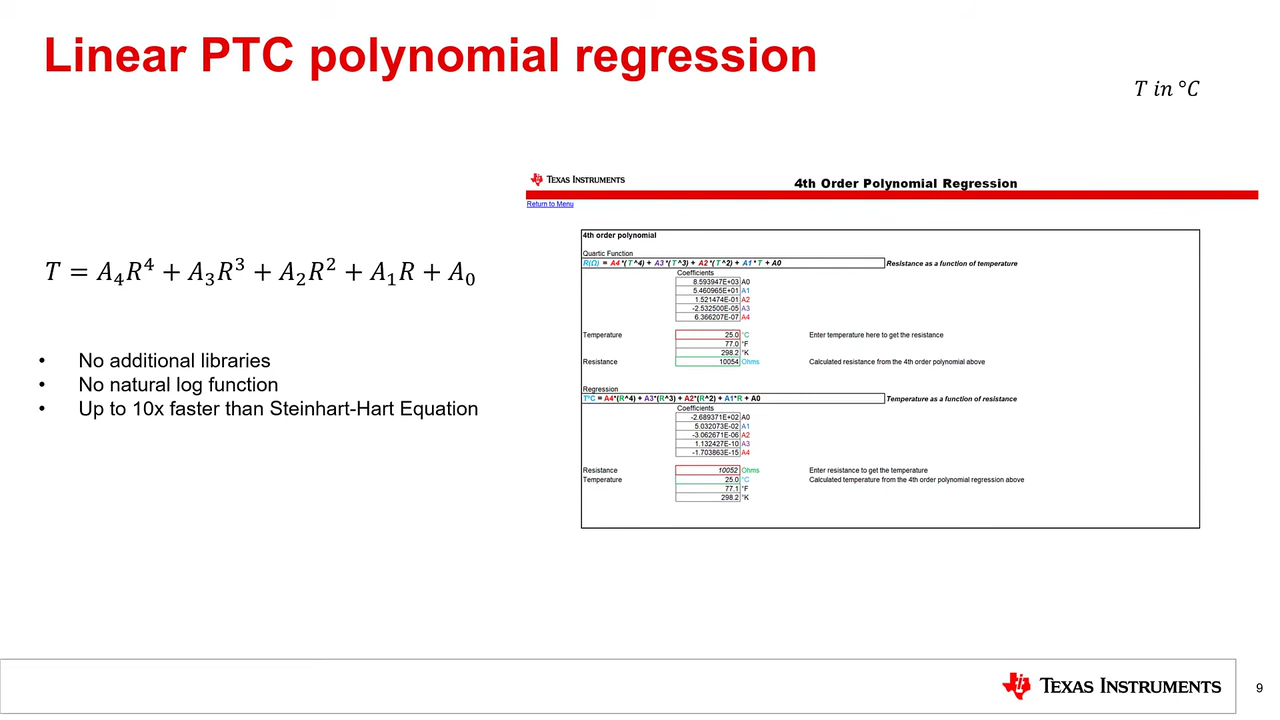 Linear PTC polynomial regression
T in °C
TEXAS INSTRUMENTS
4th Order Polynomial Regression
Return to Menu
T = A₄R⁴ + A₃R³ + A₂R² + A₁R + A₀
• No additional libraries
• No natural log function
• Up to 10x faster than Steinhart-Hart Equation
4th order polynomial
Quartic Function
R(Ω) = A4*(T^4) + A3*(T^3) + A2*(T^2) + A1*T + A0 Resistance as a function of temperature
Coefficients
8.593947E+03 A0
5.460965E+01 A1
1.521474E-01 A2
-2.532500E-05 A3
6.366207E-07 A4
Temperature 25.0 °C Enter temperature here to get the resistance
77.0 °F
298.2 °K
Resistance 10054 Ohms Calculated resistance from the 4th order polynomial above
Regression
T°C = A4*(R^4) + A3*(R^3) + A2*(R^2) + A1*R + A0 Temperature as a function of resistance
Coefficients
-2.689371E+02 A0
5.032073E-02 A1
-3.062671E-06 A2
1.132427E-10 A3
-1.703863E-15 A4
Resistance 10052 Ohms Enter resistance to get the temperature
Temperature 25.0 °C Calculated temperature from the 4th order polynomial regression above
77.1 °F
298.2 °K
TEXAS INSTRUMENTS
9